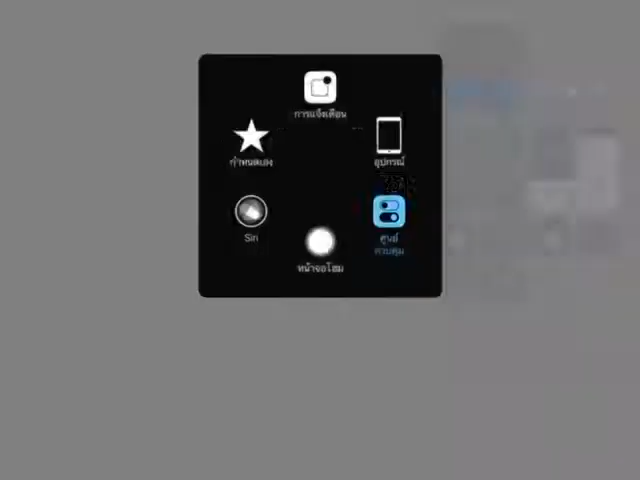 การแจ้งเตือน
กำหนดเอง
อุปกรณ์
Siri
ศูนย์
ควบคุม
หน้าจอโฮม